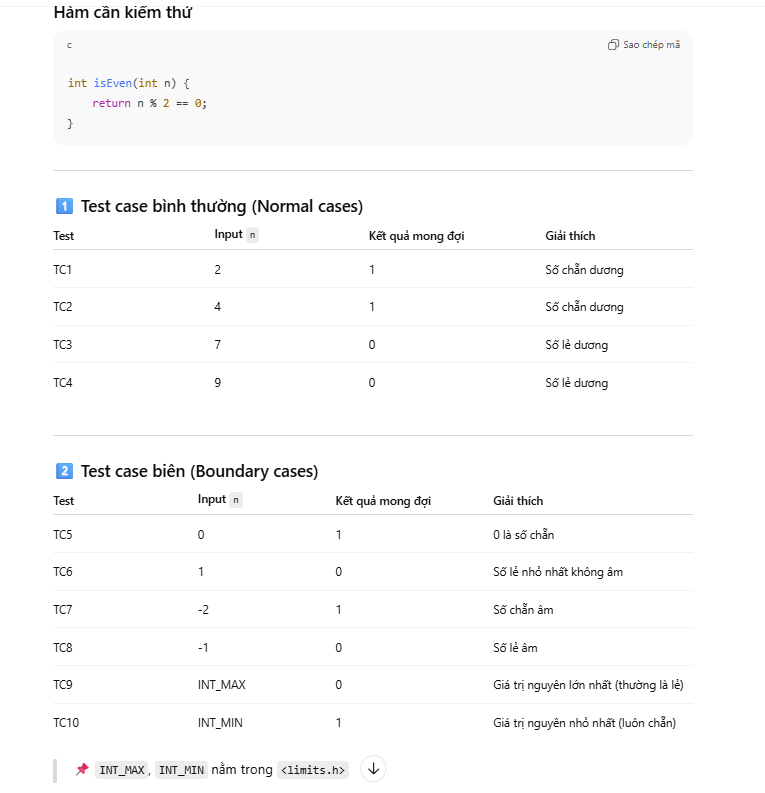 Hàm cần kiểm thứ
c
Sao chép mã
int isEven(int n) {
    return n % 2 == 0;
}
1 Test case bình thường (Normal cases)
Test Input n Kết quả mong đợi Giải thích
TC1 2 1 Số chẵn dương
TC2 4 1 Số chẵn dương
TC3 7 0 Số lẻ dương
TC4 9 0 Số lẻ dương
2 Test case biên (Boundary cases)
Test Input n Kết quả mong đợi Giải thích
TC5 0 1 0 là số chẵn
TC6 1 0 Số lẻ nhỏ nhất không âm
TC7 -2 1 Số chẵn âm
TC8 -1 0 Số lẻ âm
TC9 INT_MAX 0 Giá trị nguyên lớn nhất (thường là lẻ)
TC10 INT_MIN 1 Giá trị nguyên nhỏ nhất (luôn chẵn)
INT_MAX, INT_MIN nằm trong <limits.h>